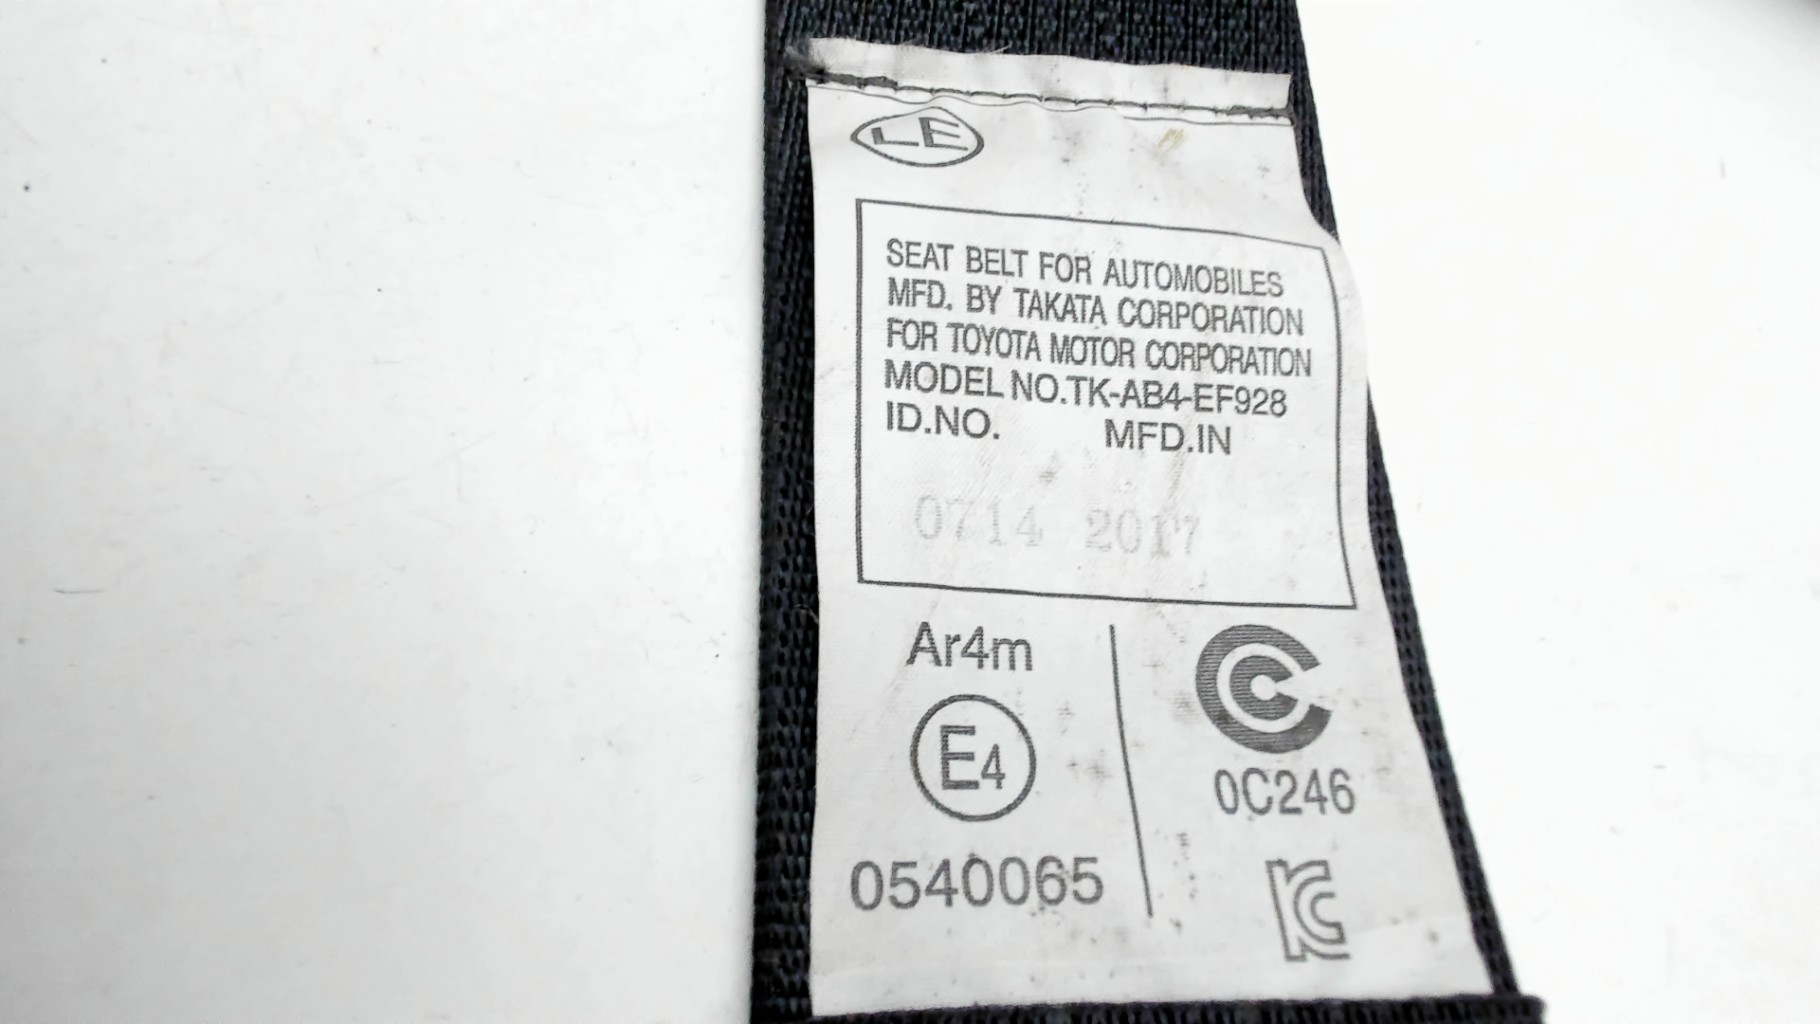 LE
SEAT BELT FOR AUTOMOBILES
MFD. BY TAKATA CORPORATION
FOR TOYOTA MOTOR CORPORATION
MODEL NO.TK-AB4-EF928
ID.NO. MFD.IN
0714 2017
Ar4m
E4
0540065
0C246